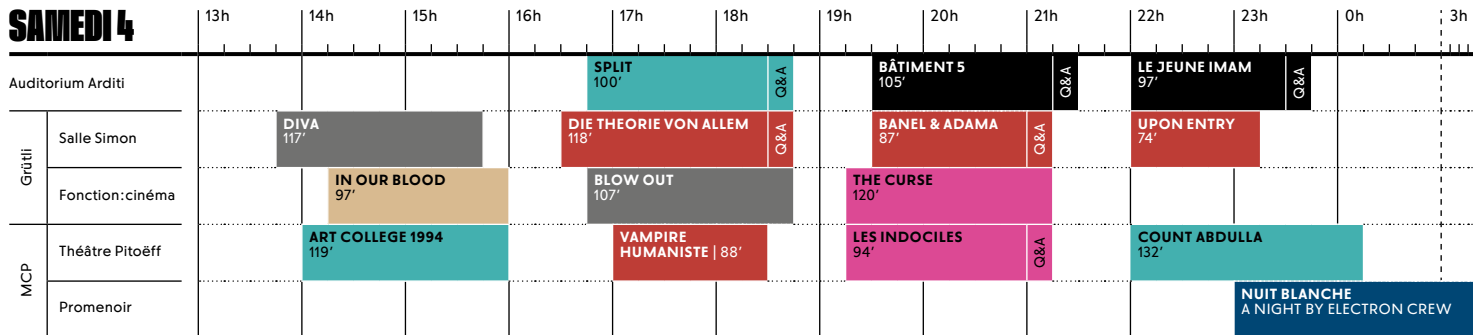 SAMEDI 4
13h 14h 15h 16h 17h 18h 19h 20h 21h 22h 23h 0h 3h
Auditorium Arditi
SPLIT
100′
Q&A
BÂTIMENT 5
105′
Q&A
LE JEUNE IMAM
97′
Q&A
Grütli
Salle Simon
DIVA
117′
DIE THEORIE VON ALLEM
118′
Q&A
BANEL & ADAMA
87′
Q&A
UPON ENTRY
74′
Fonction:cinéma
IN OUR BLOOD
97′
BLOW OUT
107′
THE CURSE
120′
MCP
Théâtre Pitoëff
ART COLLEGE 1994
119′
VAMPIRE
HUMANISTE | 88′
LES INDOCILES
94′
Q&A
COUNT ABDULLA
132′
Promenoir
NUIT BLANCHE
A NIGHT BY ELECTRON CREW